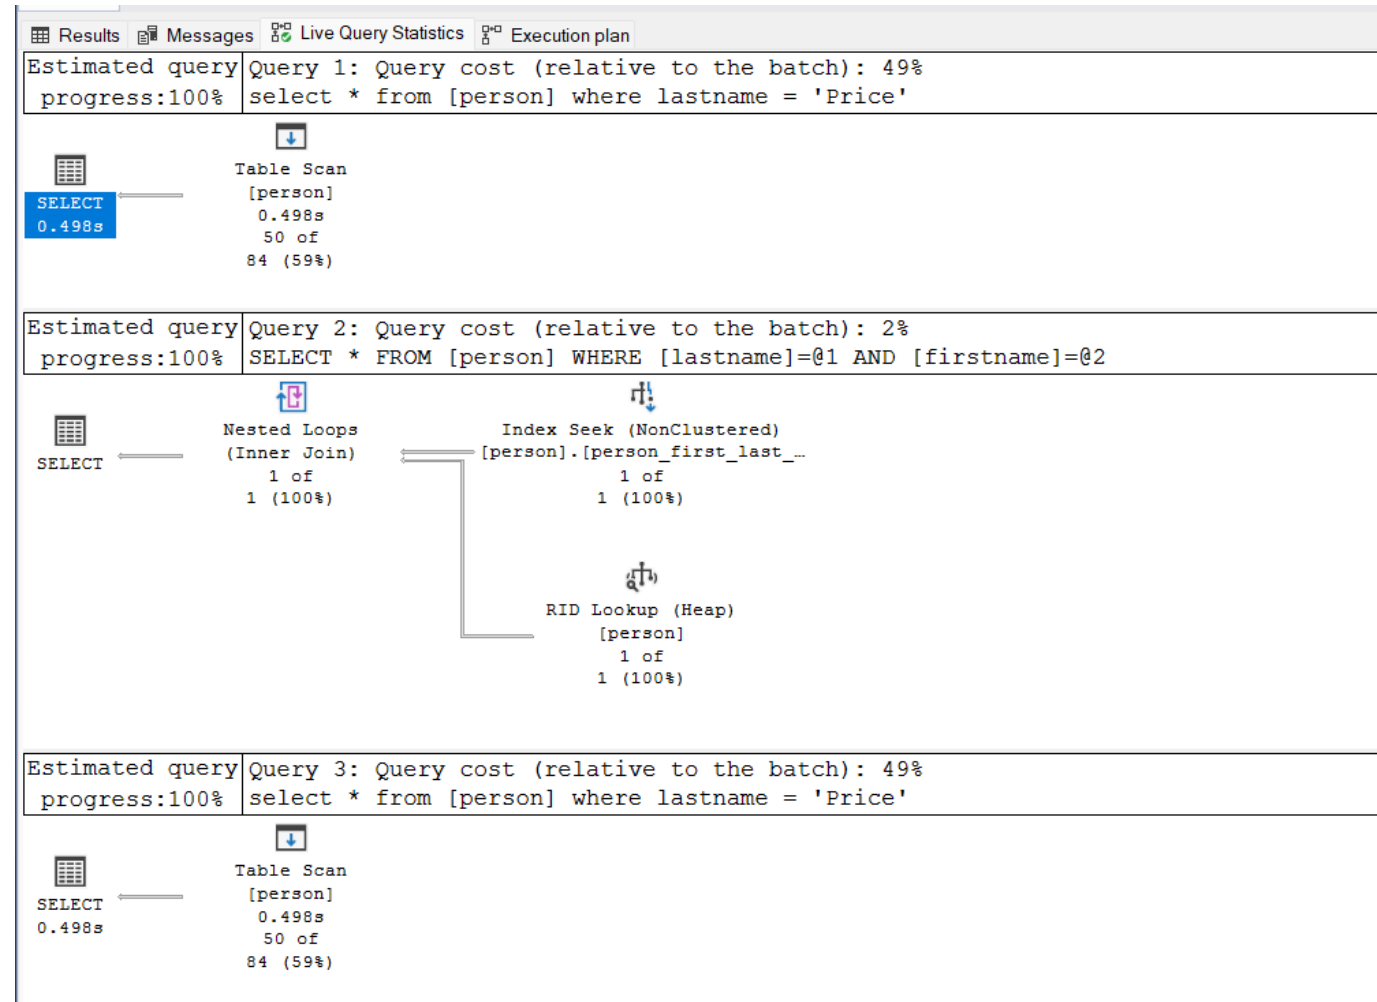 Results Messages Live Query Statistics Execution plan
Estimated query Query 1: Query cost (relative to the batch): 49%
progress:100% select * from [person] where lastname = 'Price'
Table Scan
[person]
0.498s
50 of
84 (59%)
SELECT
0.498s
Estimated query Query 2: Query cost (relative to the batch): 2%
progress:100% SELECT * FROM [person] WHERE [lastname]=@1 AND [firstname]=@2
SELECT
Nested Loops
(Inner Join)
1 of
1 (100%)
Index Seek (NonClustered)
[person].[person_first_last_…
1 of
1 (100%)
RID Lookup (Heap)
[person]
1 of
1 (100%)
Estimated query Query 3: Query cost (relative to the batch): 49%
progress:100% select * from [person] where lastname = 'Price'
Table Scan
[person]
0.498s
50 of
84 (59%)
SELECT
0.498s